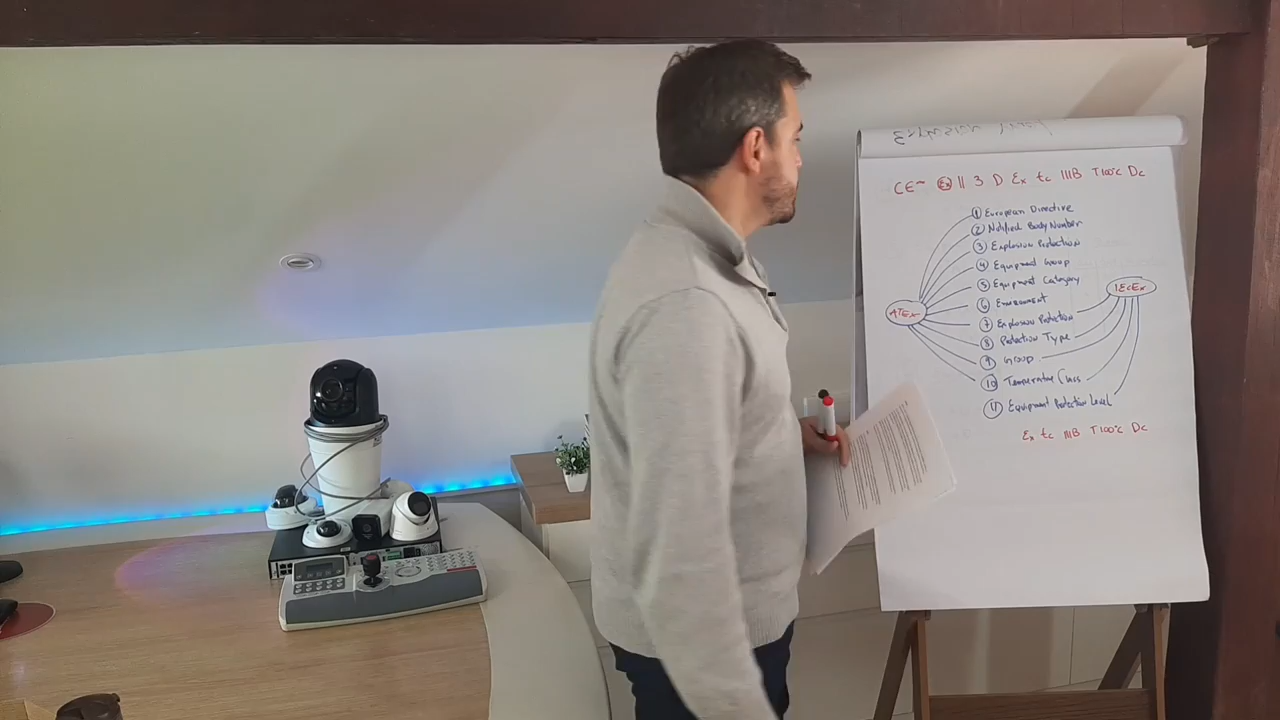 CE~ Ex II 3 D Ex tc IIIB T100°C Dc
① European Directive
② Notified Body Number
③ Explosion Protection
④ Equipment Group
⑤ Equipment Category
⑥ Environment
ATEx
IECEx
⑦ Explosion Protection
⑧ Protection Type
⑨ Group
⑩ Temperature Class
⑪ Equipment Protection Level
Ex tc IIIB T100°C Dc